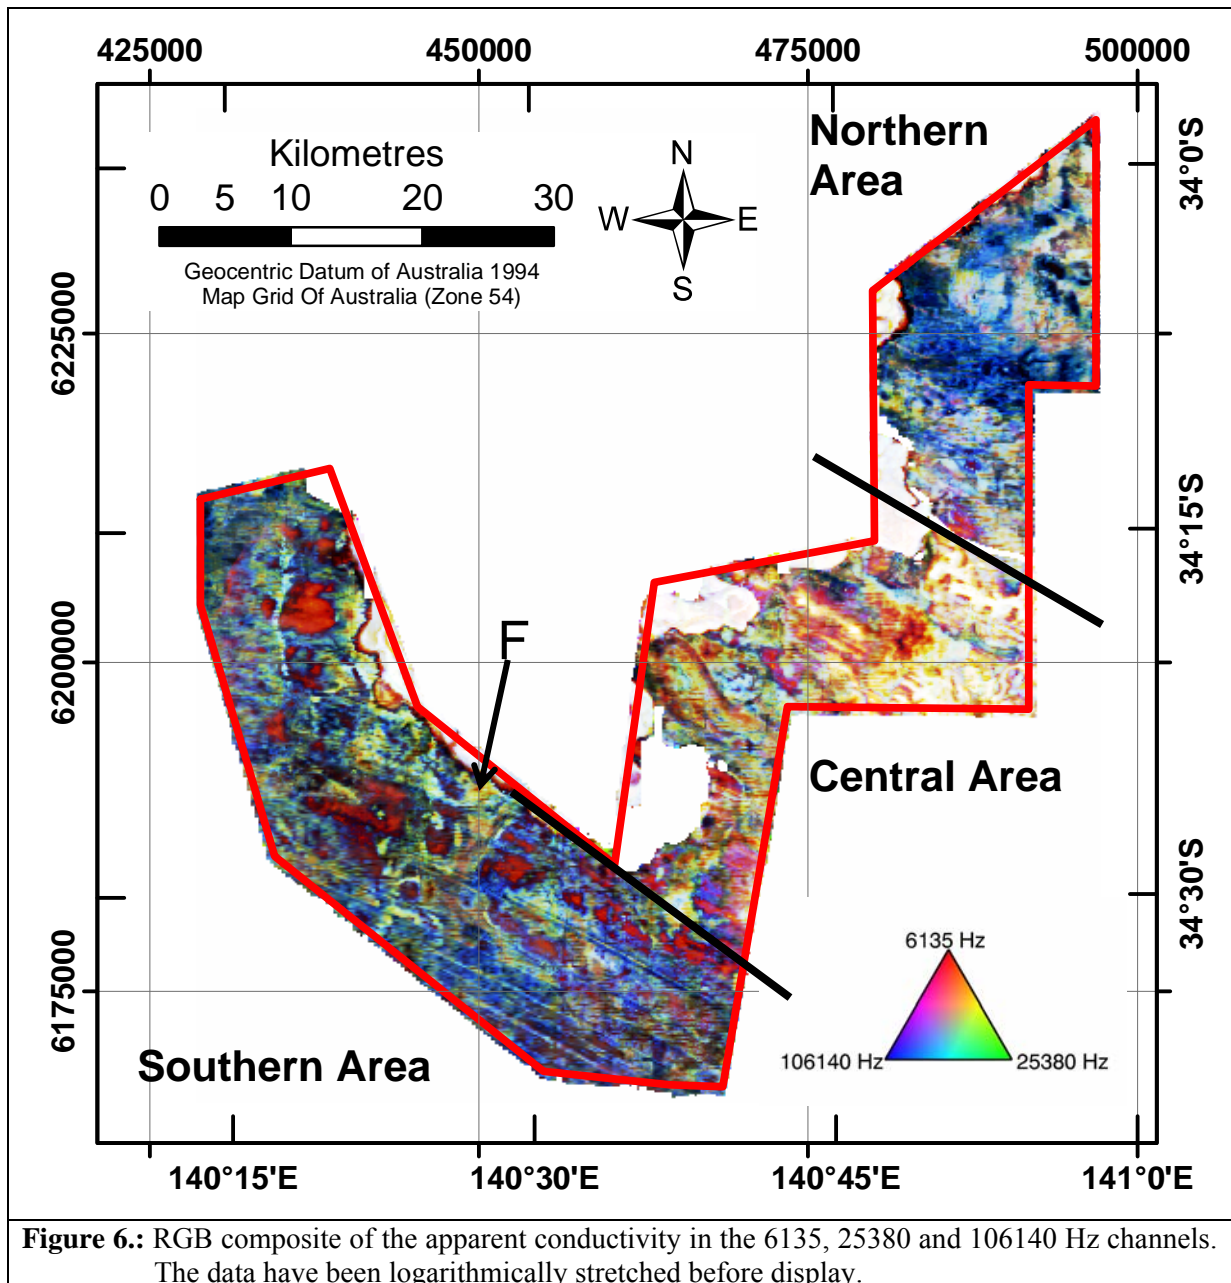 425000 450000 475000 500000
Northern
Area
Kilometres
0 5 10 20 30
Geocentric Datum of Australia 1994
Map Grid Of Australia (Zone 54)
N
W E
S
34°0'S
6225000
34°15'S
6200000
F
Central Area
34°30'S
6175000
6135 Hz
106140 Hz 25380 Hz
Southern Area
140°15'E 140°30'E 140°45'E 141°0'E
Figure 6.: RGB composite of the apparent conductivity in the 6135, 25380 and 106140 Hz channels.
The data have been logarithmically stretched before display.